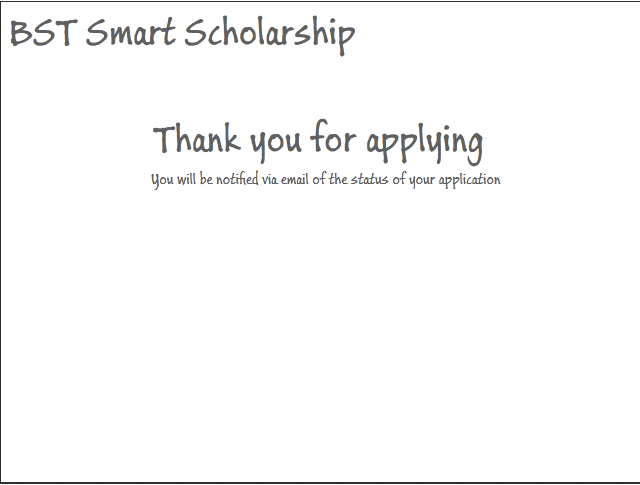 BST Smart Scholarship
Thank you for applying
You will be notified via email of the status of your application